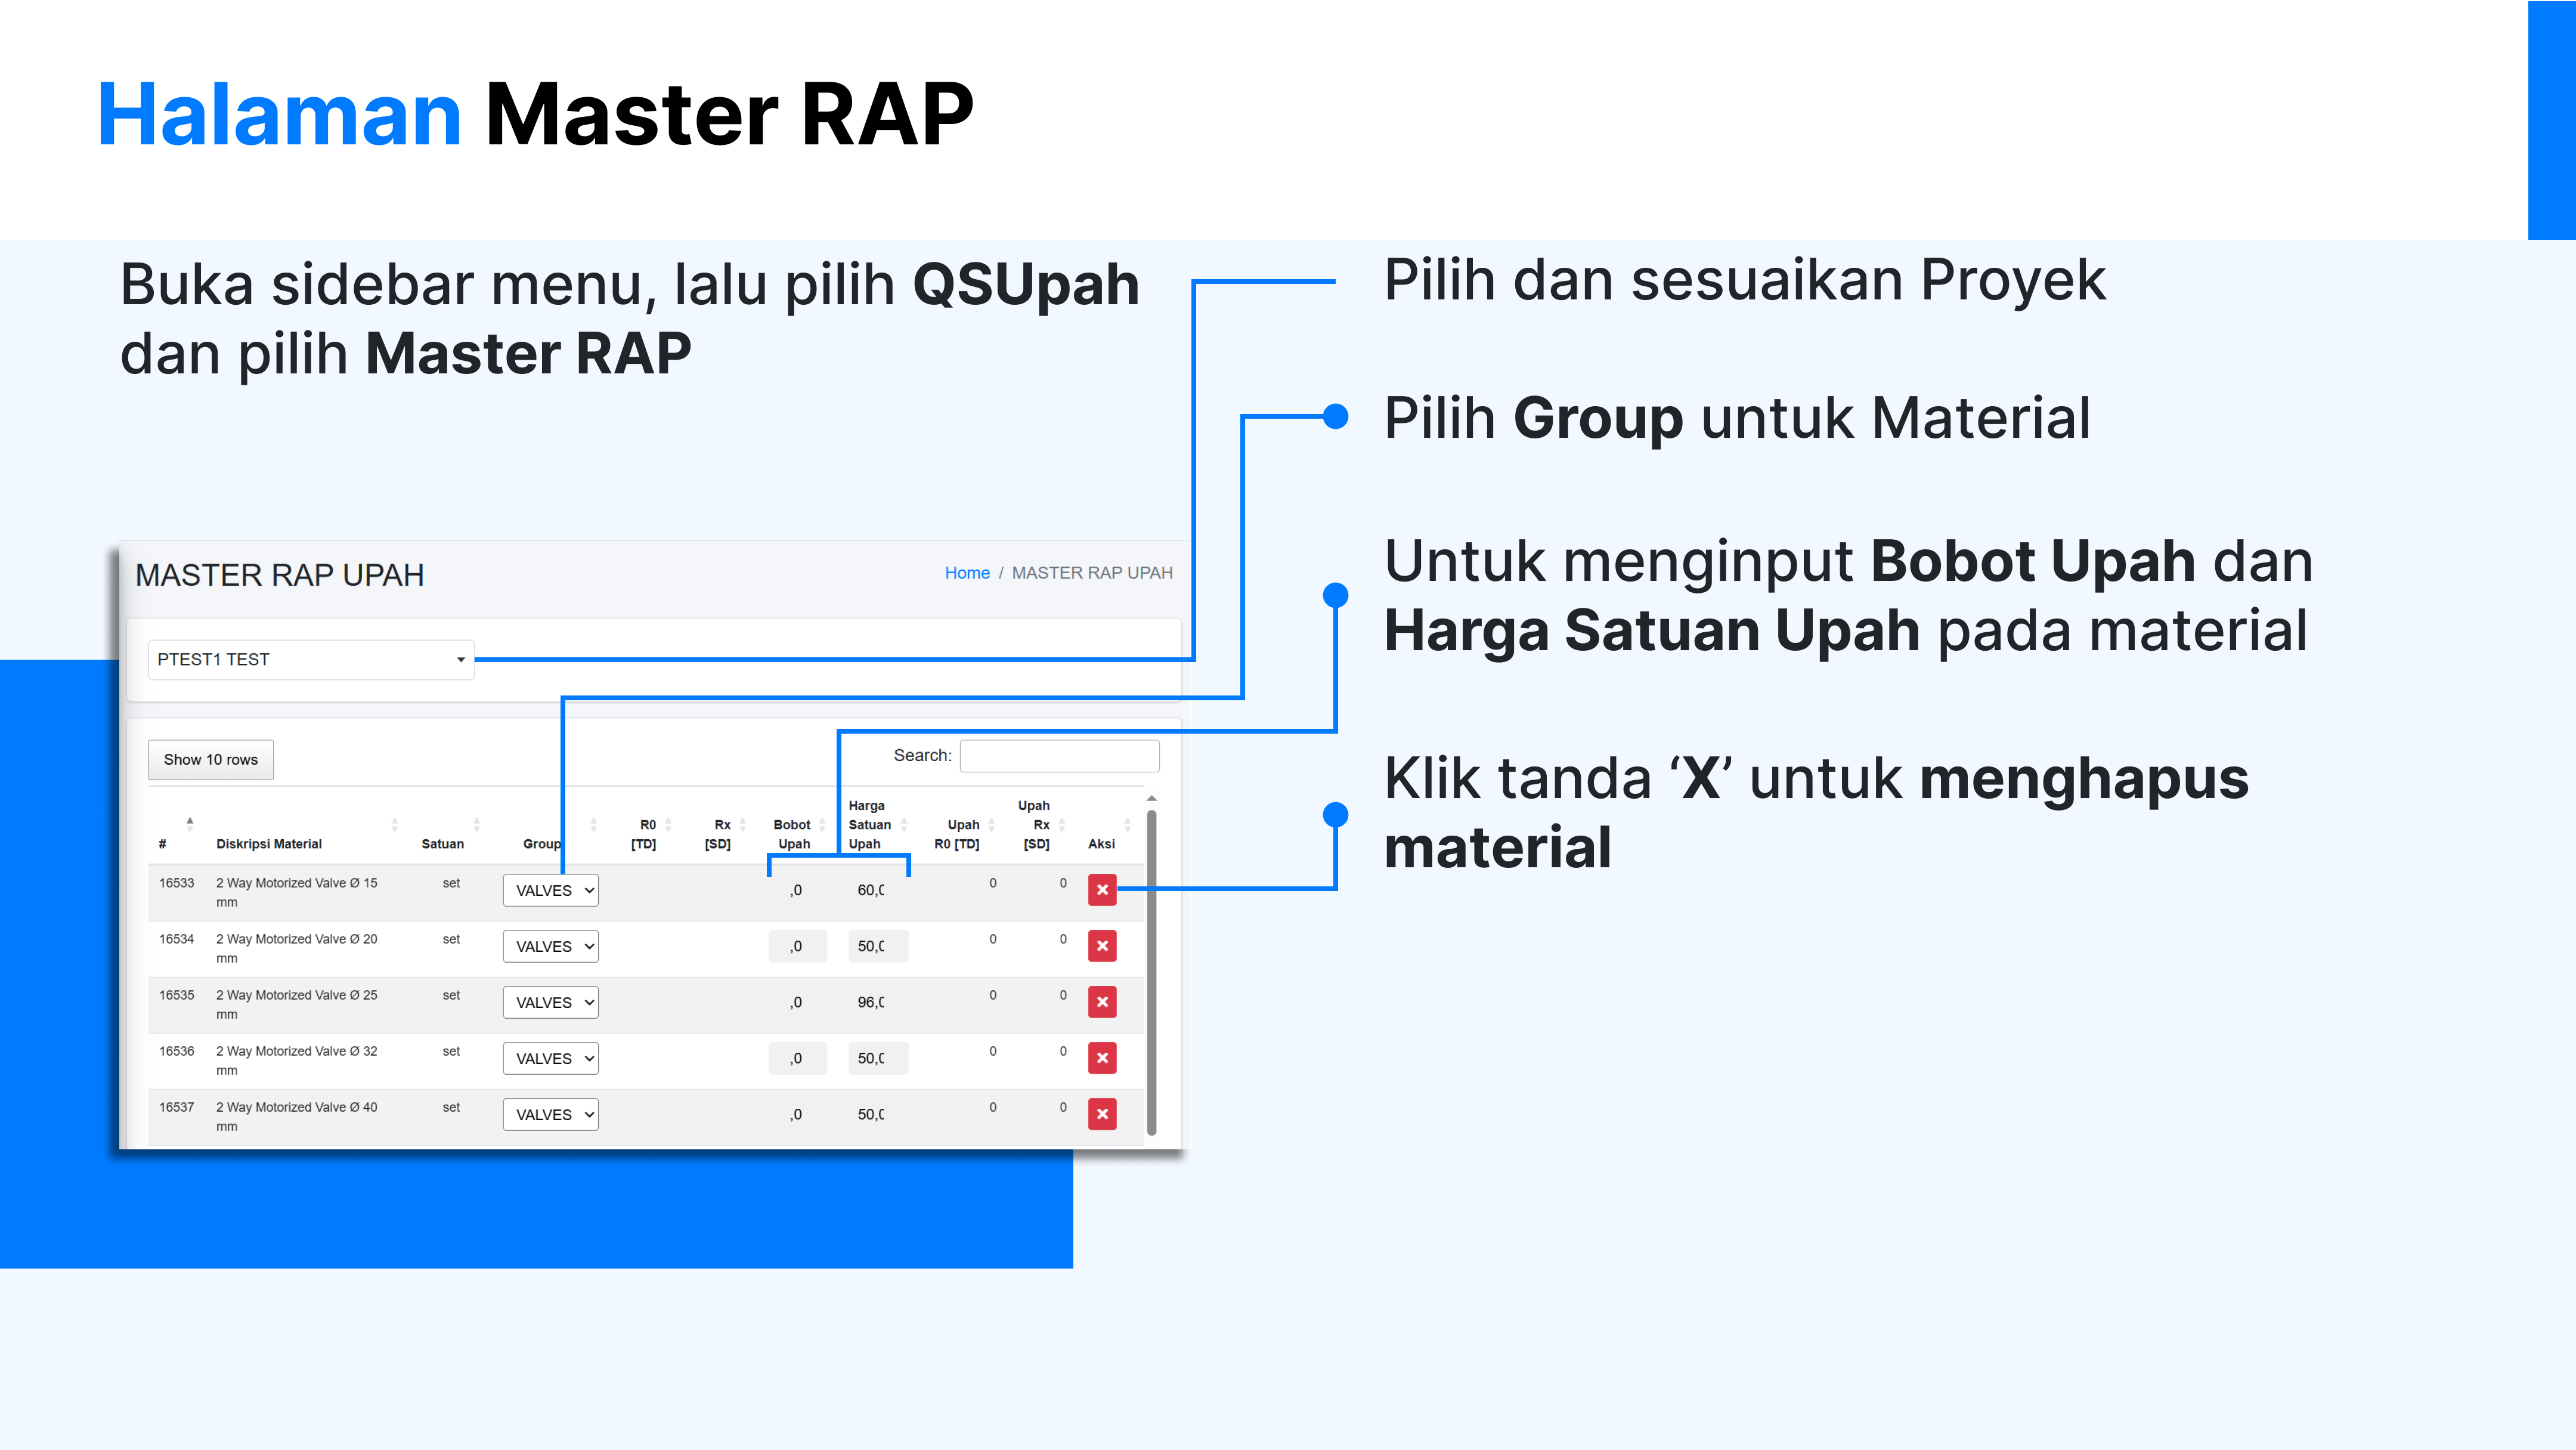 Halaman Master RAP
Buka sidebar menu, lalu pilih QSUpah
dan pilih Master RAP
Pilih dan sesuaikan Proyek
Pilih Group untuk Material
Untuk menginput Bobot Upah dan
Harga Satuan Upah pada material
Klik tanda ‘X’ untuk menghapus
material
MASTER RAP UPAH
Home / MASTER RAP UPAH
PTEST1 TEST
Show 10 rows
Search:
# Diskripsi Material Satuan Group R0 [TD] Rx [SD] Bobot Upah Harga Satuan Upah Upah R0 [TD] Upah Rx [SD] Aksi
16533 2 Way Motorized Valve Ø 15 mm set VALVES ,0 60,0 0 0
16534 2 Way Motorized Valve Ø 20 mm set VALVES ,0 50,0 0 0
16535 2 Way Motorized Valve Ø 25 mm set VALVES ,0 96,0 0 0
16536 2 Way Motorized Valve Ø 32 mm set VALVES ,0 50,0 0 0
16537 2 Way Motorized Valve Ø 40 mm set VALVES ,0 50,0 0 0